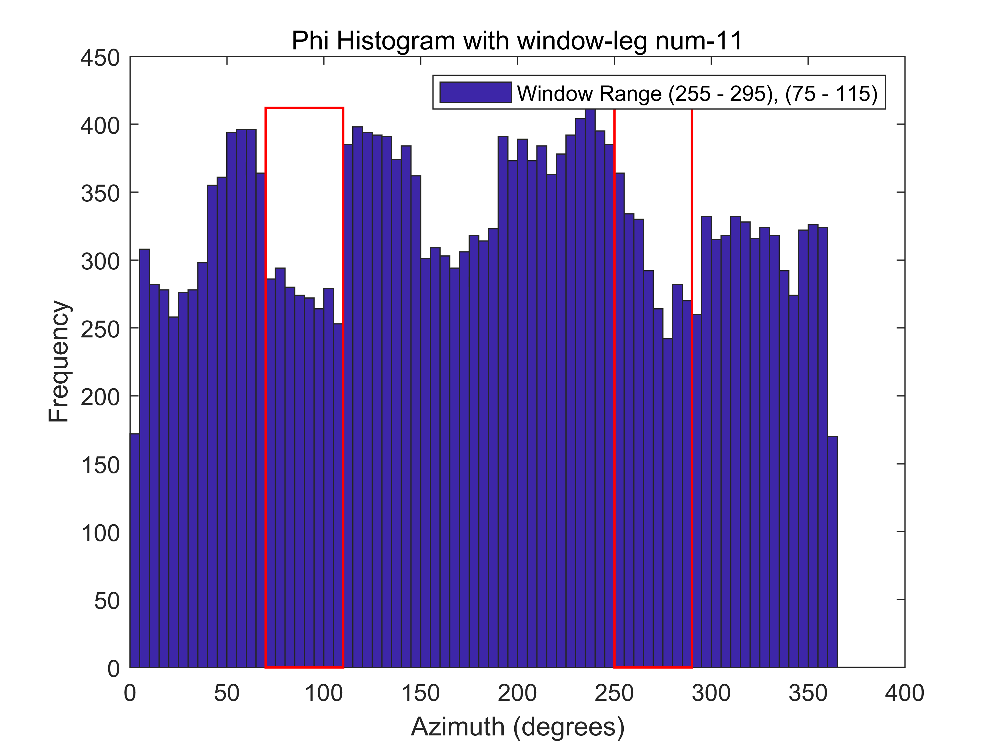 Phi Histogram with window-leg num-11
Window Range (255 - 295), (75 - 115)
450
400
350
300
250
200
150
100
50
0
Frequency
0 50 100 150 200 250 300 350 400
Azimuth (degrees)